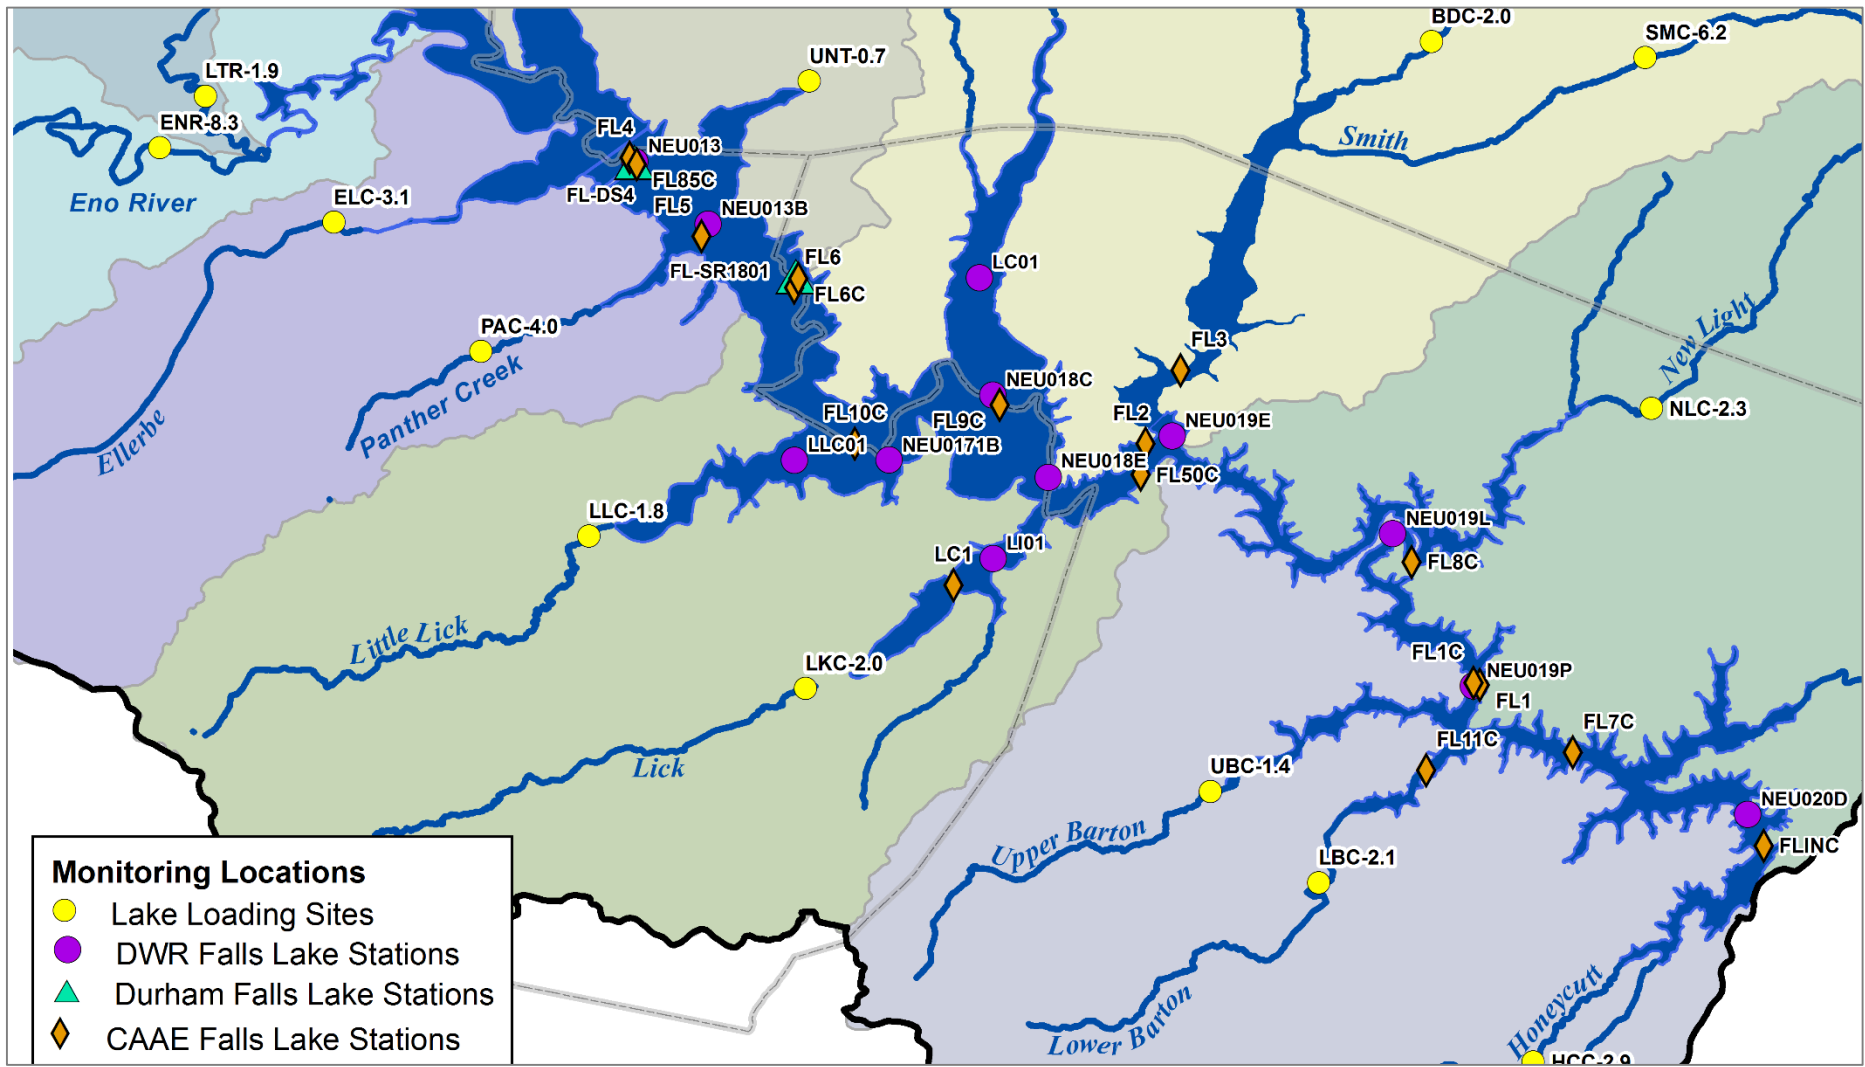 BDC-2.0
SMC-6.2
UNT-0.7
LTR-1.9
ENR-8.3
FL4
NEU013
Smith
FL85C
FL-DS4
ELC-3.1
Eno River
FL5
NEU013B
FL6
LC01
FL-SR1801
FL6C
PAC-4.0
FL3
New Light
Panther Creek
NEU018C
NLC-2.3
FL10C
FL9C
FL2
NEU019E
Ellerbe
LLC01
NEU0171B
NEU018E
FL50C
LLC-1.8
NEU019L
LI01
LC1
FL8C
Little Lick
FL1C
LKC-2.0
NEU019P
FL1
FL7C
FL11C
Lick
UBC-1.4
NEU020D
Upper Barton
FLINC
LBC-2.1
Monitoring Locations
Lake Loading Sites
DWR Falls Lake Stations
Durham Falls Lake Stations
CAAE Falls Lake Stations
Lower Barton
Honeycutt
HCC-2.9